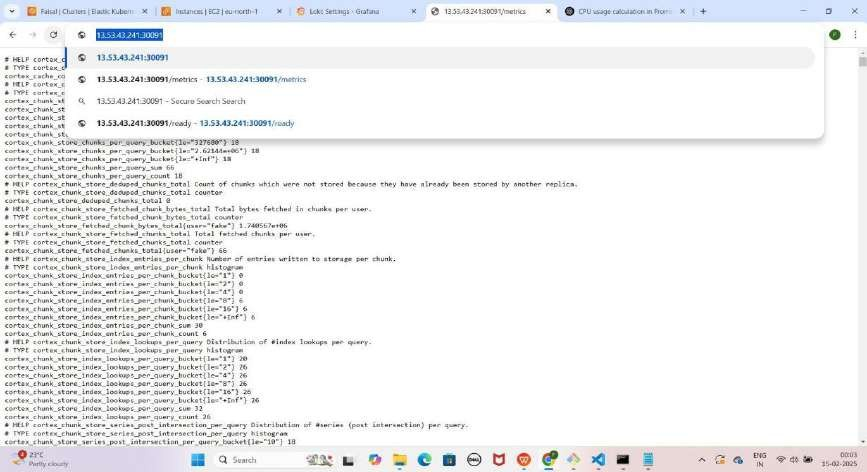 Faisal | Clusters | Elastic Kubern
Instances | EC2 | eu-north-1
Loki: Settings - Grafana
13.53.43.241:30091/metrics
CPU usage calculation in Prom
13.53.43.241:30091
13.53.43.241:30091
13.53.43.241:30091/metrics - 13.53.43.241:30091/metrics
13.53.43.241:30091 - Secure Search Search
13.53.43.241:30091/ready - 13.53.43.241:30091/ready
# HELP cortex_c
# TYPE cortex_c
cortex_cache_co
# HELP cortex_c
# TYPE cortex_c
cortex_chunk_st
cortex_chunk_st
cortex_chunk_st
cortex_chunk_st
cortex_chunk_st
cortex_chunk_store_chunks_per_query_bucket{le="327680"} 18
cortex_chunk_store_chunks_per_query_bucket{le="2.62144e+06"} 18
cortex_chunk_store_chunks_per_query_bucket{le="+Inf"} 18
cortex_chunk_store_chunks_per_query_sum 66
cortex_chunk_store_chunks_per_query_count 18
# HELP cortex_chunk_store_deduped_chunks_total Count of chunks which were not stored because they have already been stored by another replica.
# TYPE cortex_chunk_store_deduped_chunks_total counter
cortex_chunk_store_deduped_chunks_total 0
# HELP cortex_chunk_store_fetched_chunk_bytes_total Total bytes fetched in chunks per user.
# TYPE cortex_chunk_store_fetched_chunk_bytes_total counter
cortex_chunk_store_fetched_chunk_bytes_total{user="fake"} 1.740567e+06
# HELP cortex_chunk_store_fetched_chunks_total Total fetched chunks per user.
# TYPE cortex_chunk_store_fetched_chunks_total counter
cortex_chunk_store_fetched_chunks_total{user="fake"} 66
# HELP cortex_chunk_store_index_entries_per_chunk Number of entries written to storage per chunk.
# TYPE cortex_chunk_store_index_entries_per_chunk histogram
cortex_chunk_store_index_entries_per_chunk_bucket{le="1"} 0
cortex_chunk_store_index_entries_per_chunk_bucket{le="2"} 0
cortex_chunk_store_index_entries_per_chunk_bucket{le="4"} 0
cortex_chunk_store_index_entries_per_chunk_bucket{le="8"} 6
cortex_chunk_store_index_entries_per_chunk_bucket{le="16"} 6
cortex_chunk_store_index_entries_per_chunk_bucket{le="+Inf"} 6
cortex_chunk_store_index_entries_per_chunk_sum 30
cortex_chunk_store_index_entries_per_chunk_count 6
# HELP cortex_chunk_store_index_lookups_per_query Distribution of #index lookups per query.
# TYPE cortex_chunk_store_index_lookups_per_query histogram
cortex_chunk_store_index_lookups_per_query_bucket{le="1"} 20
cortex_chunk_store_index_lookups_per_query_bucket{le="2"} 26
cortex_chunk_store_index_lookups_per_query_bucket{le="4"} 26
cortex_chunk_store_index_lookups_per_query_bucket{le="8"} 26
cortex_chunk_store_index_lookups_per_query_bucket{le="16"} 26
cortex_chunk_store_index_lookups_per_query_bucket{le="+Inf"} 26
cortex_chunk_store_index_lookups_per_query_sum 32
cortex_chunk_store_index_lookups_per_query_count 26
# HELP cortex_chunk_store_series_post_intersection_per_query Distribution of #series (post intersection) per query.
# TYPE cortex_chunk_store_series_post_intersection_per_query histogram
cortex_chunk_store_series_post_intersection_per_query_bucket{le="10"} 18
23°C
Partly cloudy
Search
ENG
IN
00:03
15-02-2025